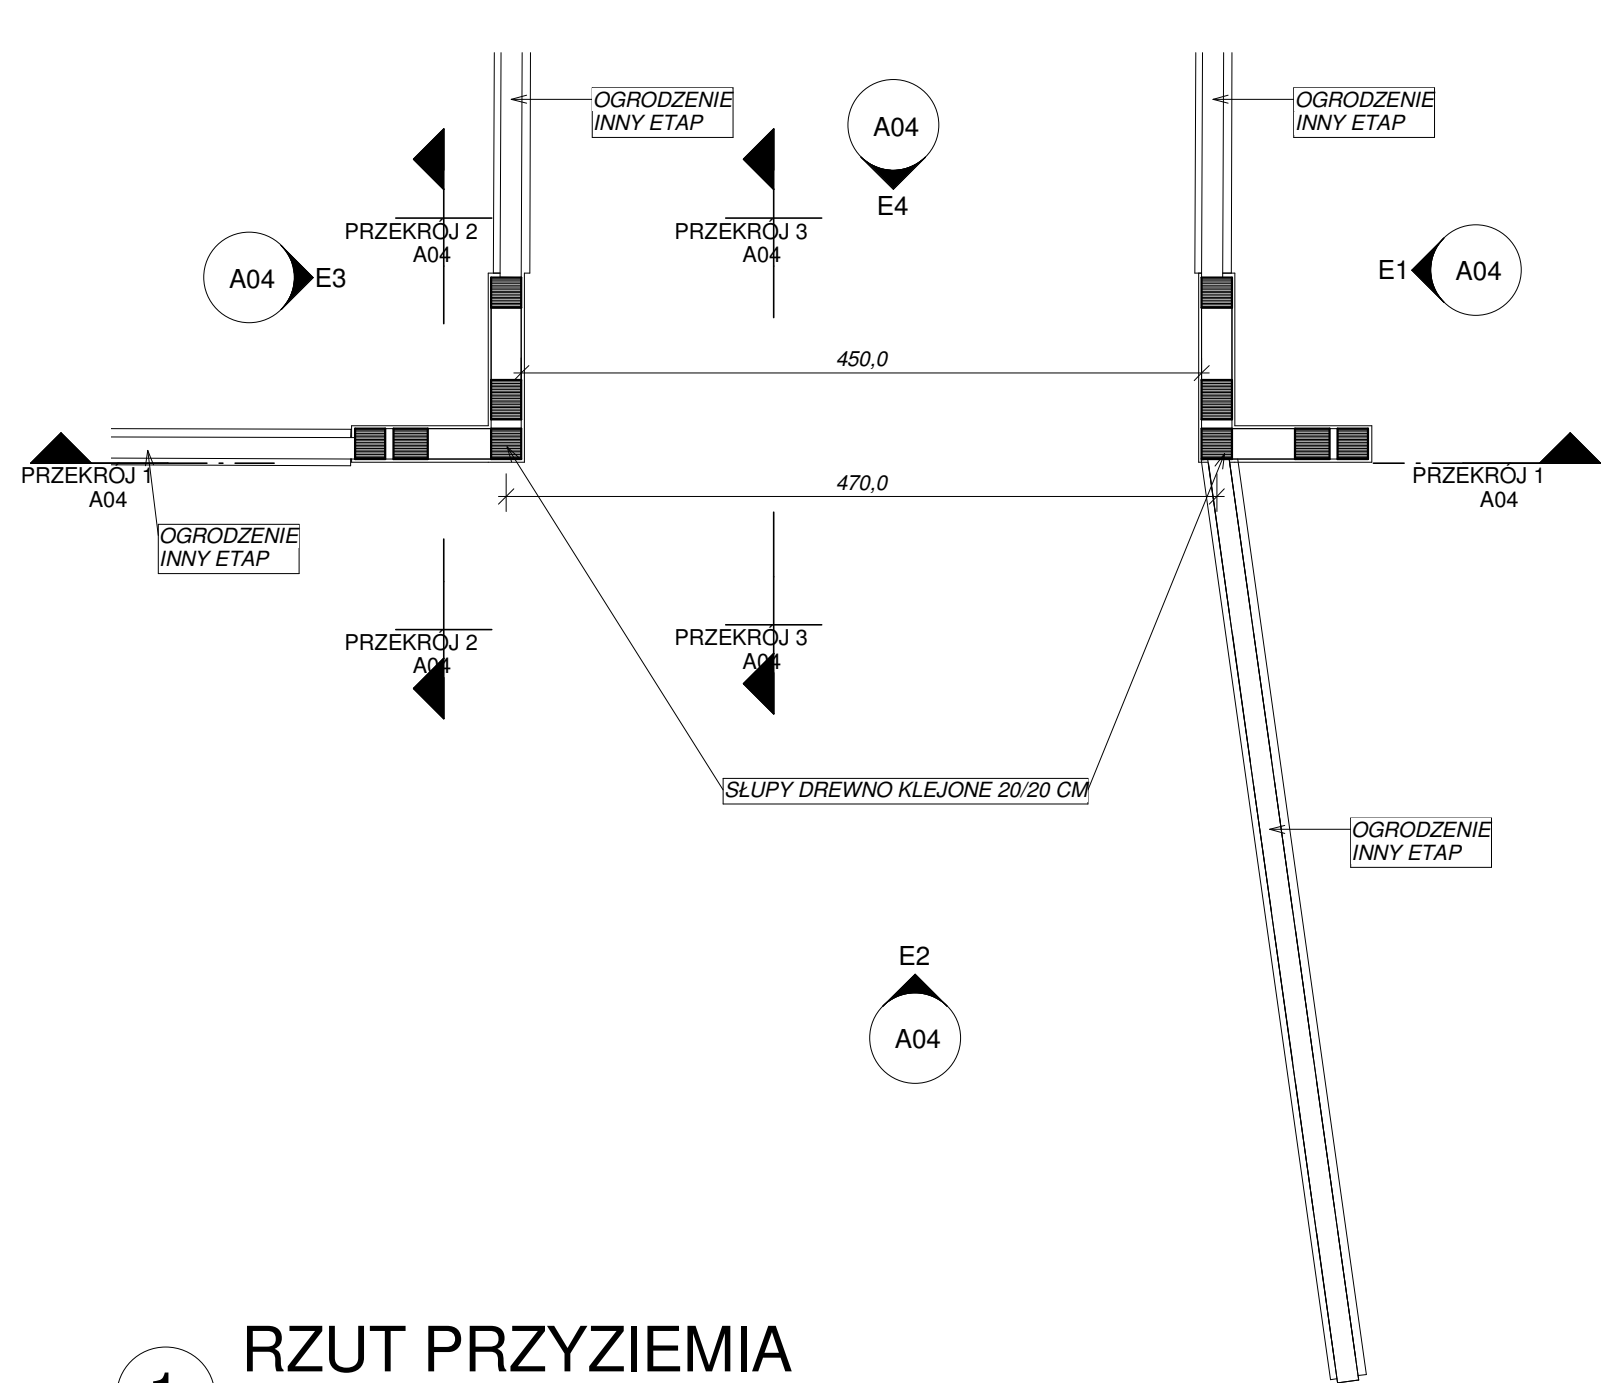 OGRODZENIE
INNY ETAP
A04
E4
OGRODZENIE
INNY ETAP
PRZEKRÓJ 2
A04
PRZEKRÓJ 3
A04
A04
E3
E1
A04
450,0
PRZEKRÓJ 1
A04
470,0
PRZEKRÓJ 1
A04
OGRODZENIE
INNY ETAP
PRZEKRÓJ 2
A04
PRZEKRÓJ 3
A04
SŁUPY DREWNO KLEJONE 20/20 CM
OGRODZENIE
INNY ETAP
E2
A04
RZUT PRZYZIEMIA
1